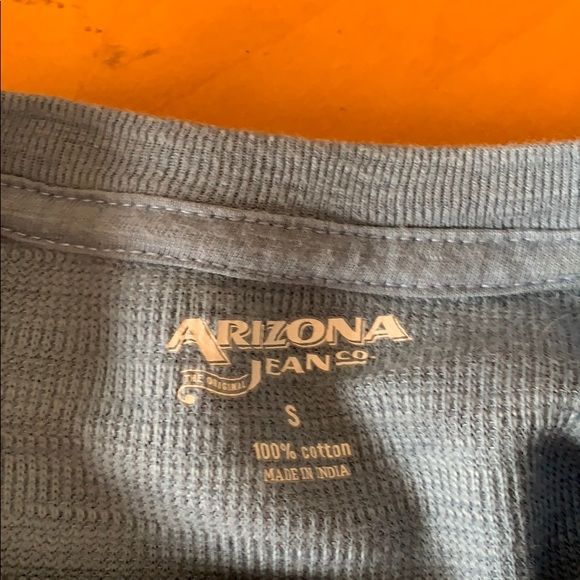 ARIZONA
THE ORIGINAL JEAN CO.
S
100% cotton
MADE IN INDIA